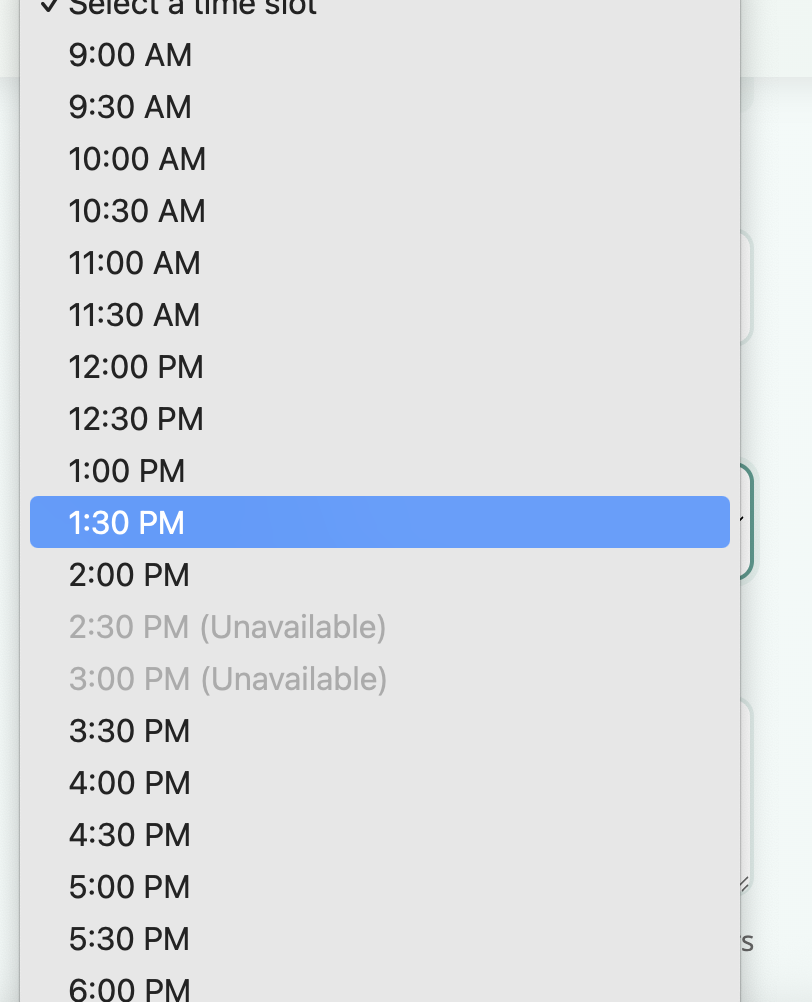 ✓ Select a time slot
9:00 AM
9:30 AM
10:00 AM
10:30 AM
11:00 AM
11:30 AM
12:00 PM
12:30 PM
1:00 PM
1:30 PM
2:00 PM
2:30 PM (Unavailable)
3:00 PM (Unavailable)
3:30 PM
4:00 PM
4:30 PM
5:00 PM
5:30 PM
6:00 PM